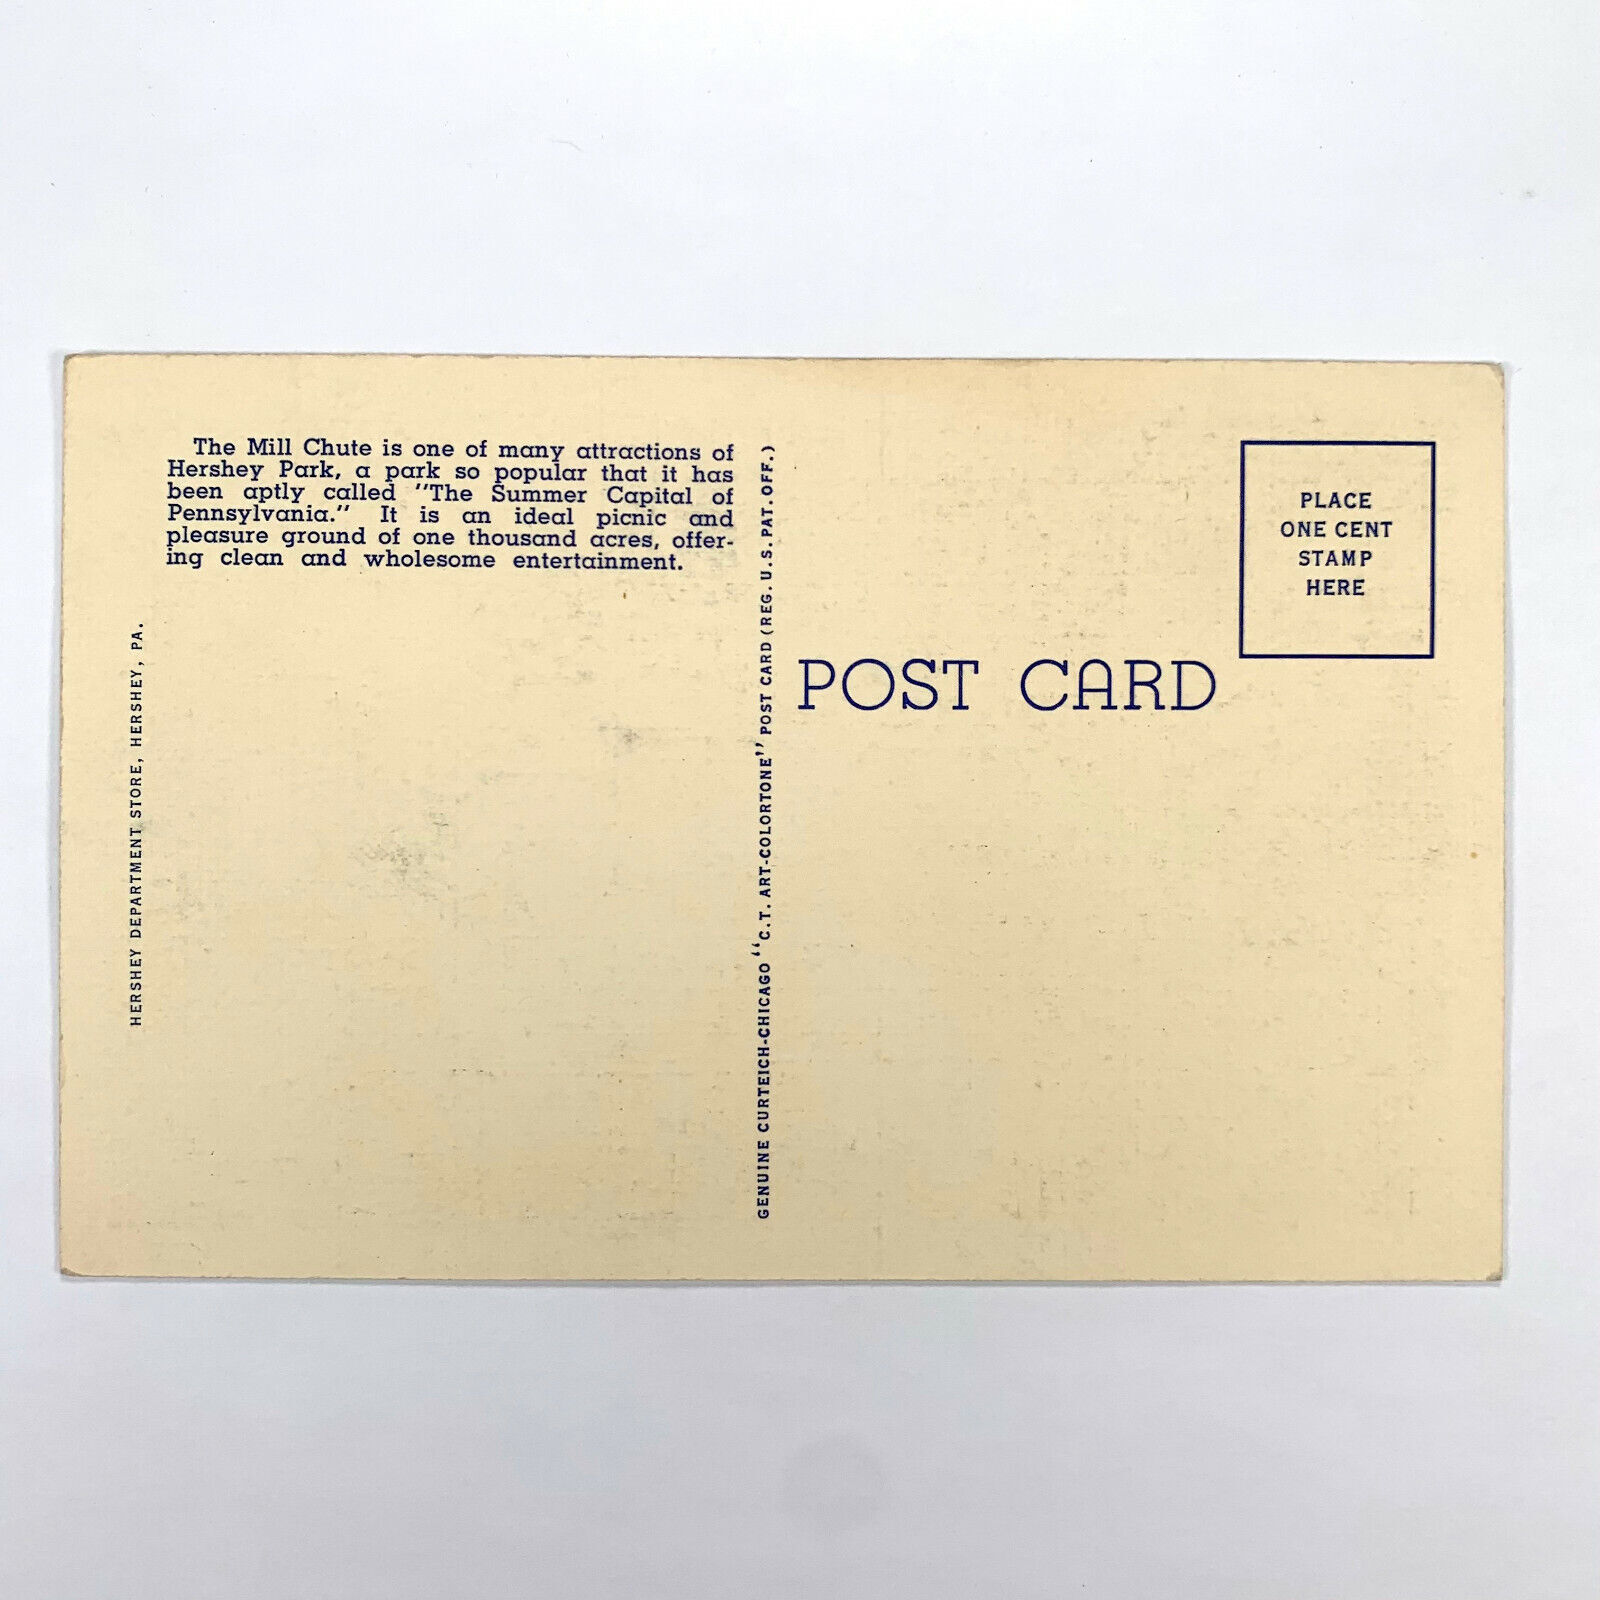 The Mill Chute is one of many attractions of
Hershey Park, a park so popular that it has
been aptly called "The Summer Capital of
Pennsylvania." It is an ideal picnic and
pleasure ground of one thousand acres, offer-
ing clean and wholesome entertainment.
HERSHEY DEPARTMENT STORE, HERSHEY, PA.
GENUINE CURTEICH-CHICAGO "C.T. ART-COLORTONE" POST CARD (REG. U.S. PAT. OFF.)
POST CARD
PLACE
ONE CENT
STAMP
HERE